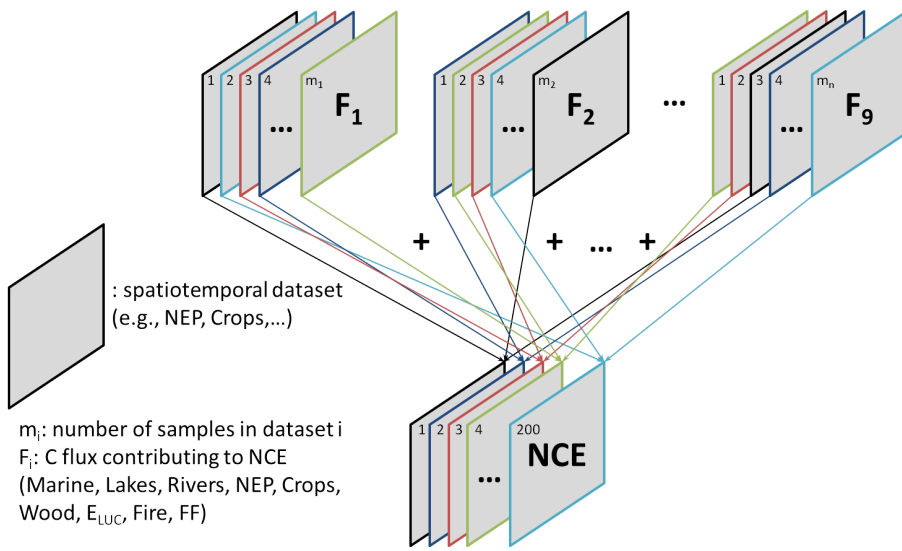 1 2 3 4 ... m₁ F₁
1 2 3 4 ... m₂ F₂
...
1 2 3 4 ... mₙ F₉
+ + ... +
: spatiotemporal dataset
(e.g., NEP, Crops,...)
mᵢ: number of samples in dataset i
Fᵢ: C flux contributing to NCE
(Marine, Lakes, Rivers, NEP, Crops,
Wood, E_LUC, Fire, FF)
1 2 3 4 ... 200 NCE